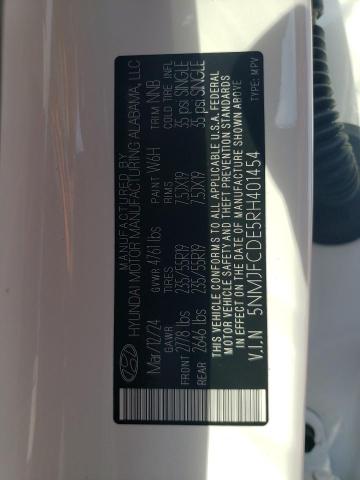 MANUFACTURED BY
HYUNDAI MOTOR MANUFACTURING ALABAMA, LLC
Mar/12/24 GVWR 4761 lbs PAINT W6H TRIM NNB
GAWR TIRES RIMS COLD TIRE INFL
FRONT 2778 lbs 235/55R19 7.5JX19 35 psi SINGLE
REAR 2646 lbs 235/55R19 7.5JX19 35 psi SINGLE
THIS VEHICLE CONFORMS TO ALL APPLICABLE U.S.A. FEDERAL
MOTOR VEHICLE SAFETY AND THEFT PREVENTION STANDARDS
IN EFFECT ON THE DATE OF MANUFACTURE SHOWN ABOVE.
V.I.N 5NMJFCDE5RH401454
TYPE: MPV